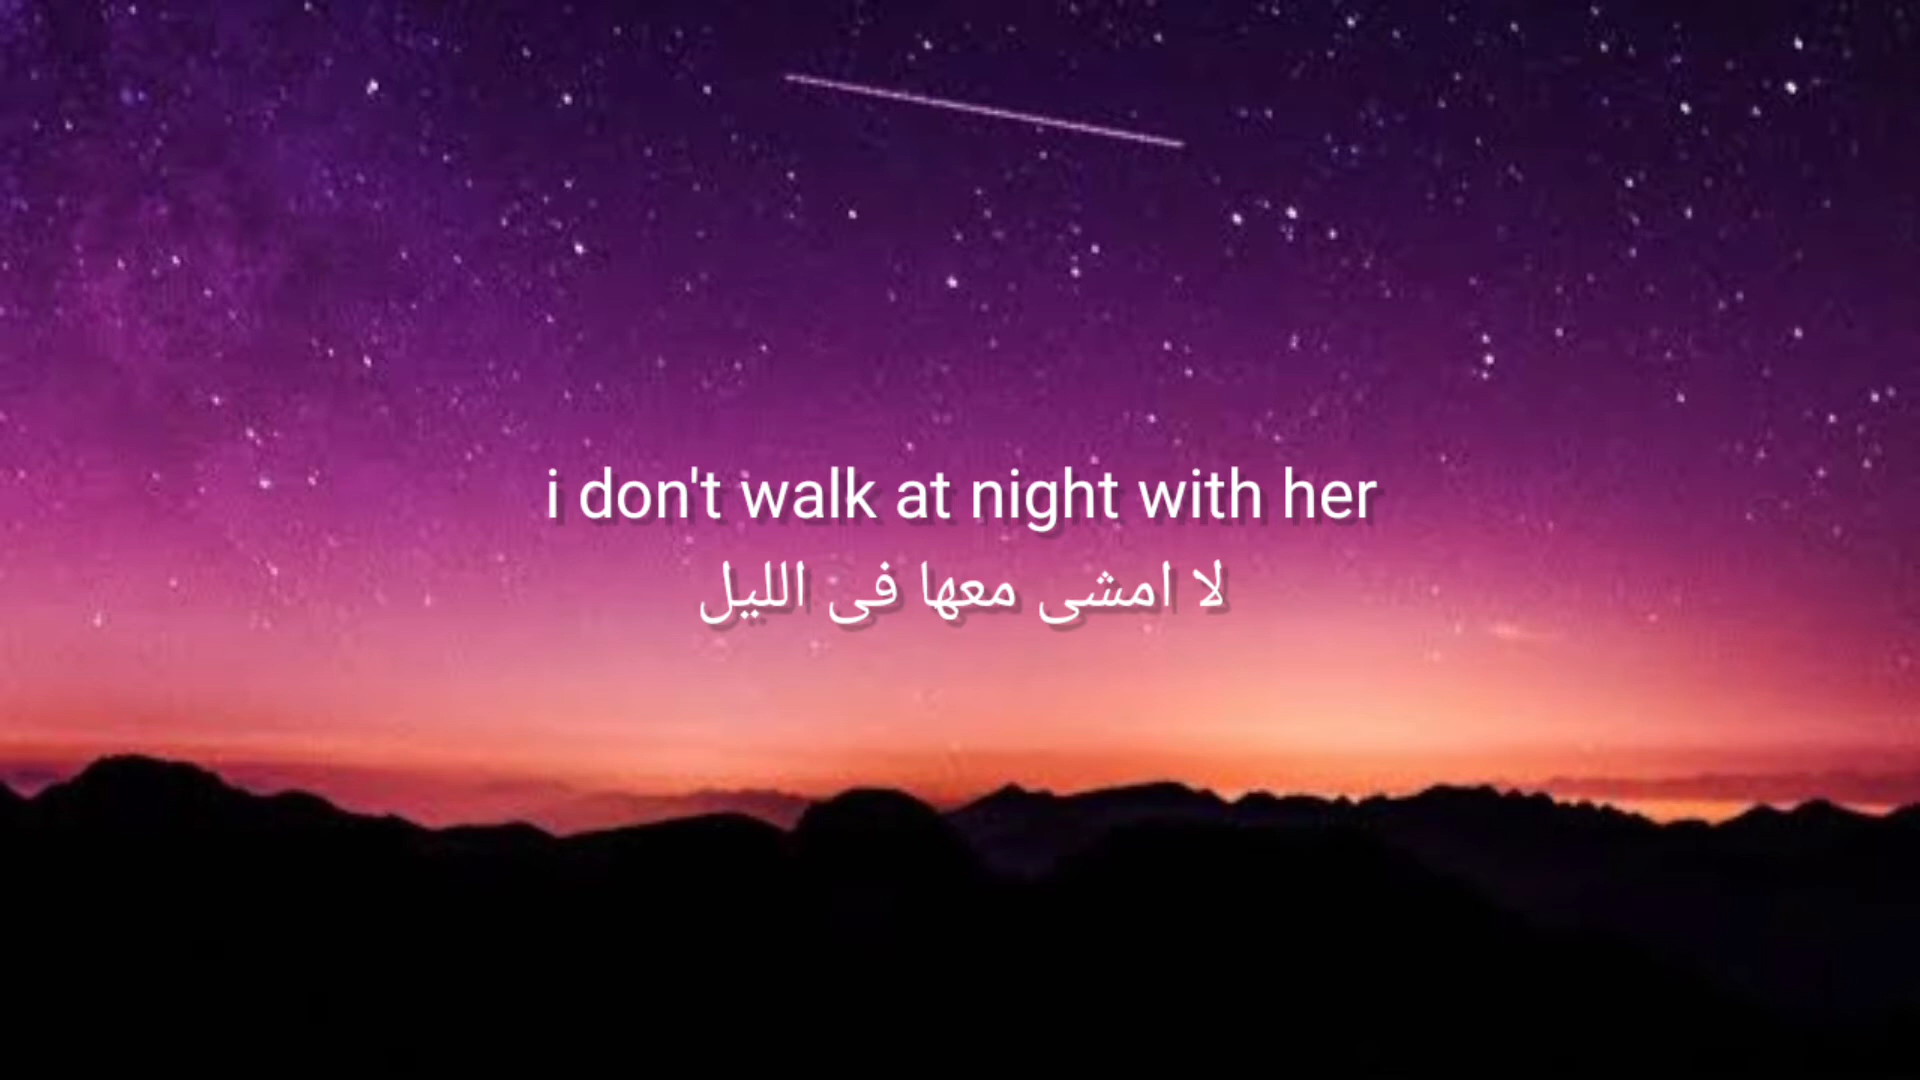 i don't walk at night with her
لا امشى معها فى الليل